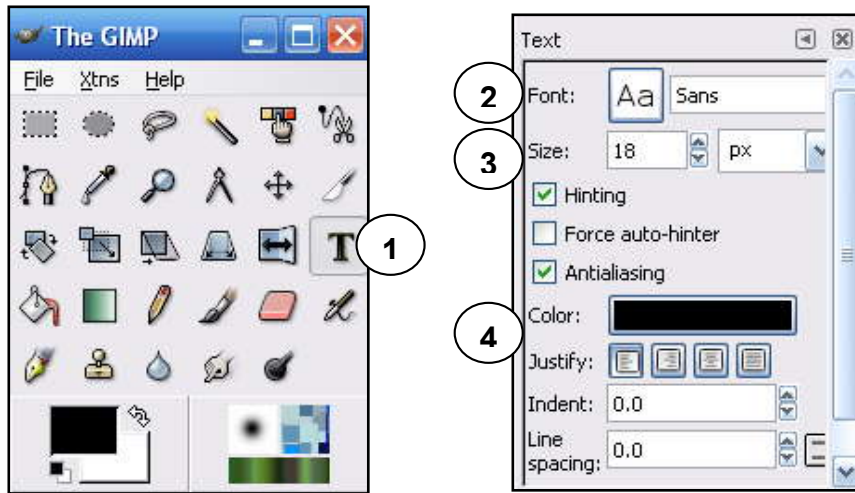 The GIMP
File Xtns Help
T
1
Text
2
Font: Aa Sans
3
Size: 18 px
Hinting
Force auto-hinter
Antialiasing
4
Color:
Justify:
Indent: 0.0
Line
spacing: 0.0